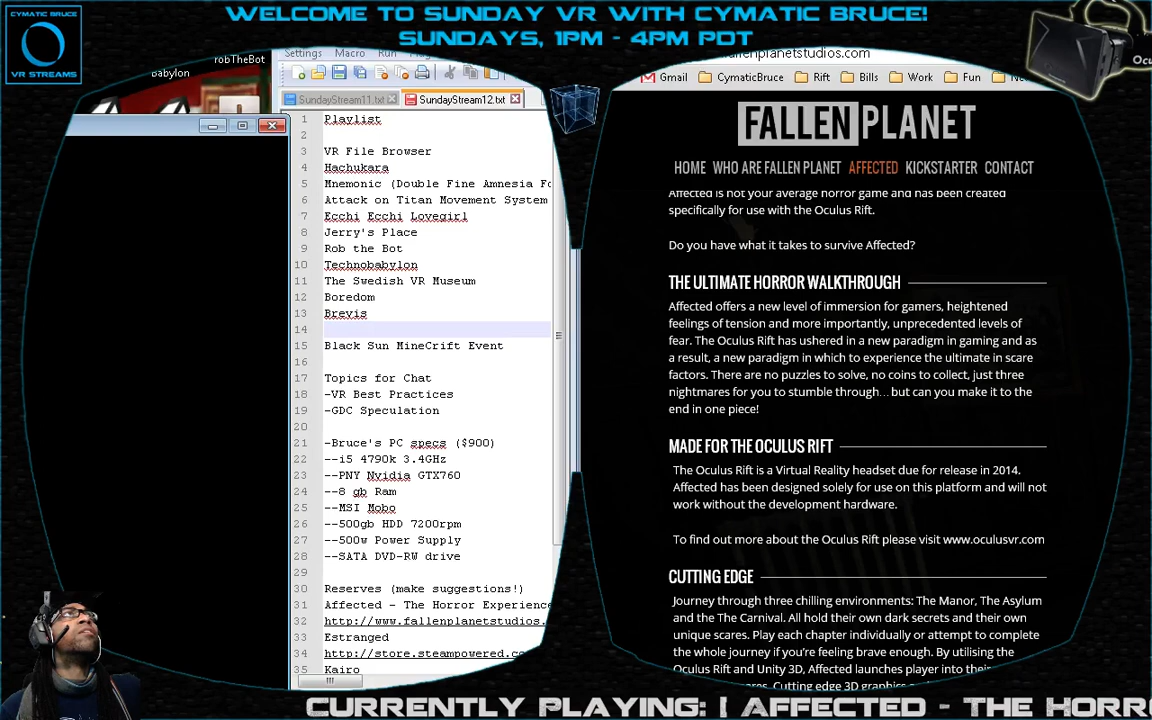 WELCOME TO SUNDAY VR WITH CYMATIC BRUCE!
SUNDAYS, 1PM - 4PM PDT
CYMATIC BRUCE
VR STREAMS
babylon
robTheBot
Settings Macro Run
SundayStream11.txt SundayStream12.txt
1 Playlist
2
3 VR File Browser
4 Hachukara
5 Mnemonic (Double Fine Amnesia Fo
6 Attack on Titan Movement System
7 Ecchi Ecchi Lovegirl
8 Jerry's Place
9 Rob the Bot
10 Technobabylon
11 The Swedish VR Museum
12 Boredom
13 Brevis
14
15 Black Sun MineCrift Event
16
17 Topics for Chat
18 -VR Best Practices
19 -GDC Speculation
20
21 -Bruce's PC specs ($900)
22 --i5 4790k 3.4GHz
23 --PNY Nvidia GTX760
24 --8 gb Ram
25 --MSI Mobo
26 --500gb HDD 7200rpm
27 --500w Power Supply
28 --SATA DVD-RW drive
29
30 Reserves (make suggestions!)
31 Affected - The Horror Experience
32 http://www.fallenplanetstudios.
33 Estranged
34 http://store.steampowered.co
35 Kairo
allenplanetstudios.com
Gmail CymaticBruce Rift Bills Work Fun
FALLEN PLANET
HOME WHO ARE FALLEN PLANET AFFECTED KICKSTARTER CONTACT
Affected is not your average horror game and has been created
specifically for use with the Oculus Rift.
Do you have what it takes to survive Affected?
THE ULTIMATE HORROR WALKTHROUGH
Affected offers a new level of immersion for gamers, heightened
feelings of tension and more importantly, unprecedented levels of
fear. The Oculus Rift has ushered in a new paradigm in gaming and as
a result, a new paradigm in which to experience the ultimate in scare
factors. There are no puzzles to solve, no coins to collect, just three
nightmares for you to stumble through… but can you make it to the
end in one piece!
MADE FOR THE OCULUS RIFT
The Oculus Rift is a Virtual Reality headset due for release in 2014.
Affected has been designed solely for use on this platform and will not
work without the development hardware.
To find out more about the Oculus Rift please visit www.oculusvr.com
CUTTING EDGE
Journey through three chilling environments: The Manor, The Asylum
and the The Carnival. All hold their own dark secrets and their own
unique scares. Play each chapter individually or attempt to complete
the whole journey if you're feeling brave enough. By utilising the
Oculus Rift and Unity 3D, Affected launches player into their
Cutting edge 3D graphics
CURRENTLY PLAYING: | AFFECTED - THE HORR